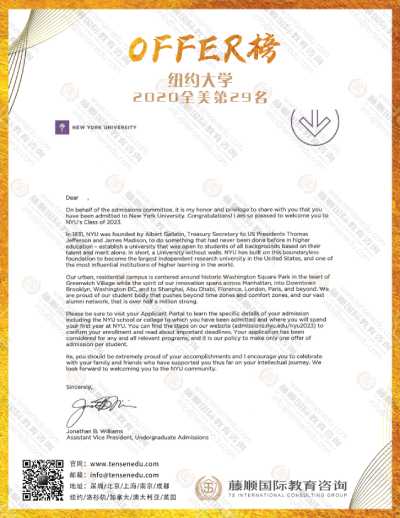 OFFER榜
纽约大学
2020全美第29名
NEW YORK UNIVERSITY
Dear
On behalf of the admissions committee, it is my honor and privilege to share with you that you
have been admitted to New York University. Congratulations! I am so pleased to welcome you to
NYU's Class of 2023.
In 1831, NYU was founded by Albert Gallatin, Treasury Secretary to US Presidents Thomas
Jefferson and James Madison, to do something that had never been done before in higher
education – establish a university that was open to students of all backgrounds based on their
talent and merit alone. In short, a University without walls. NYU has built on this boundaryless
foundation to become the largest independent research university in the United States, and one of
the most influential institutions of higher learning in the world.
Our urban, residential campus is centered around historic Washington Square Park in the heart of
Greenwich Village while the spirit of our innovation spans across Manhattan, into Downtown
Brooklyn, Washington DC, and to Shanghai, Abu Dhabi, Florence, London, Paris, and beyond. We
are proud of our student body that pushes beyond time zones and comfort zones, and our vast
alumni network, that is over half a million strong.
Please be sure to visit your Applicant Portal to learn the specific details of your admission
including the NYU school or college to which you have been admitted and where you will spend
your first year at NYU. You can find the steps on our website (admissions.nyu.edu/nyu2023) to
confirm your enrollment and read about important deadlines. Your application has been
considered for any and all relevant programs, and it is our policy to make only one offer of
admission per student.
You should be extremely proud of your accomplishments and I encourage you to celebrate
with your family and friends who have supported you thus far on your intellectual journey. We
look forward to welcoming you to the NYU community.
Sincerely,
Jonathan B. Williams
Assistant Vice President, Undergraduate Admissions
官网：www.tensenedu.com
邮箱：info@tensenedu.com
地址：深圳/北京/上海/南京/成都
纽约/洛杉矶/加拿大/澳大利亚/英国
藤顺国际教育咨询
TS INTERNATIONAL CONSULTING GROUP